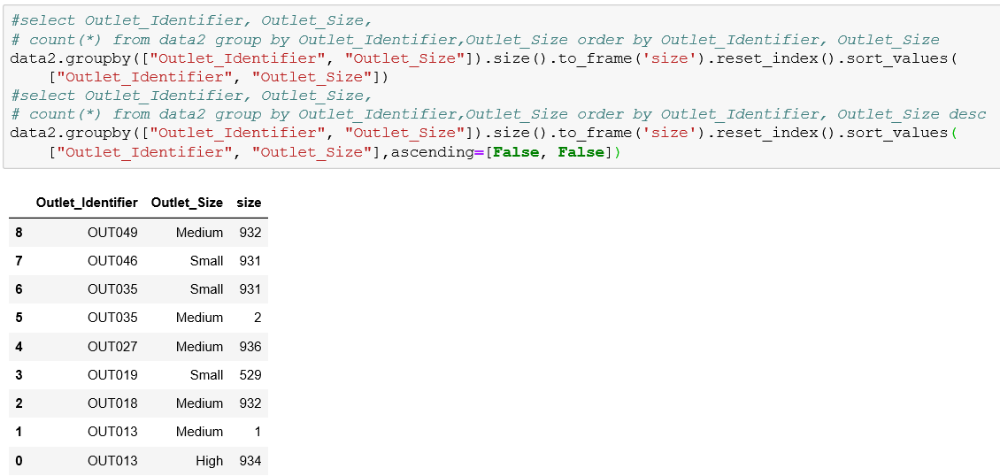 #select Outlet_Identifier, Outlet_Size,
# count(*) from data2 group by Outlet_Identifier,Outlet_Size order by Outlet_Identifier, Outlet_Size
data2.groupby(["Outlet_Identifier", "Outlet_Size"]).size().to_frame('size').reset_index().sort_values(
["Outlet_Identifier", "Outlet_Size"])
#select Outlet_Identifier, Outlet_Size,
# count(*) from data2 group by Outlet_Identifier,Outlet_Size order by Outlet_Identifier, Outlet_Size desc
data2.groupby(["Outlet_Identifier", "Outlet_Size"]).size().to_frame('size').reset_index().sort_values(
["Outlet_Identifier", "Outlet_Size"],ascending=[False, False])
Outlet_Identifier Outlet_Size size
8 OUT049 Medium 932
7 OUT046 Small 931
6 OUT035 Small 931
5 OUT035 Medium 2
4 OUT027 Medium 936
3 OUT019 Small 529
2 OUT018 Medium 932
1 OUT013 Medium 1
0 OUT013 High 934